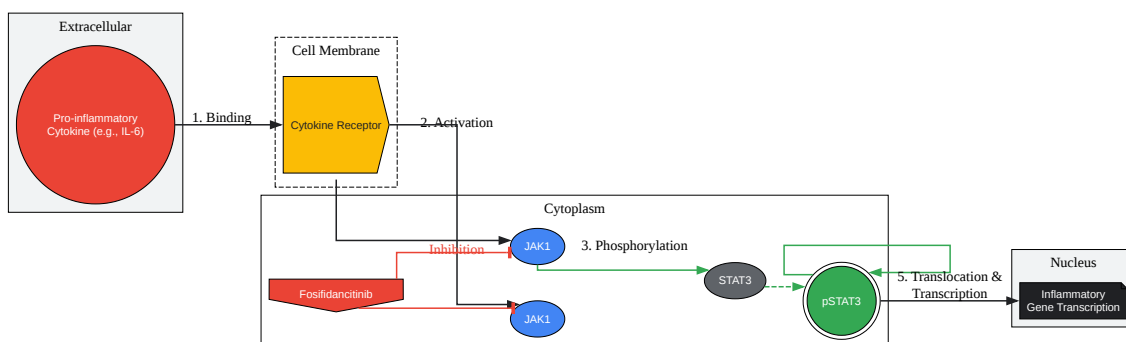 Extracellular
Pro-inflammatory
Cytokine (e.g., IL-6)
1. Binding
Cell Membrane
Cytokine Receptor
2. Activation
Cytoplasm
JAK1
Inhibition
3. Phosphorylation
Fosifidancitinib
JAK1
STAT3
pSTAT3
5. Translocation &
Transcription
Nucleus
Inflammatory
Gene Transcription